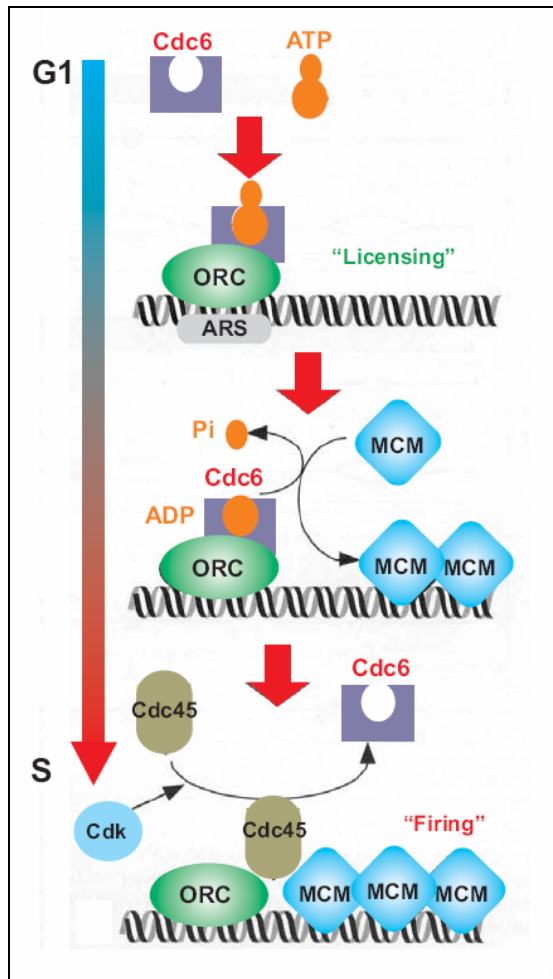 Cdc6
ATP
G1
ORC
“Licensing”
ARS
Pi
MCM
Cdc6
ADP
ORC
MCM
MCM
Cdc6
Cdc45
S
Cdk
Cdc45
“Firing”
ORC
MCM
MCM
MCM